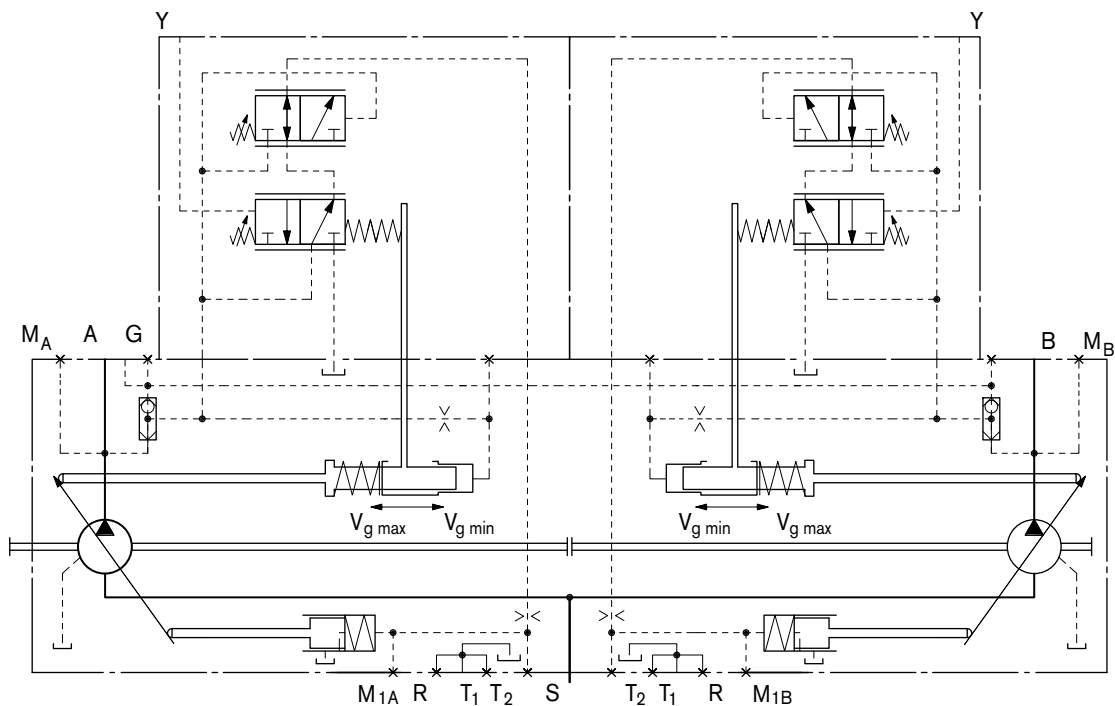 Y Y
M_A A G B M_B
V_g max V_g min V_g min V_g max
M_1A R T_1 T_2 S T_2 T_1 R M_1B